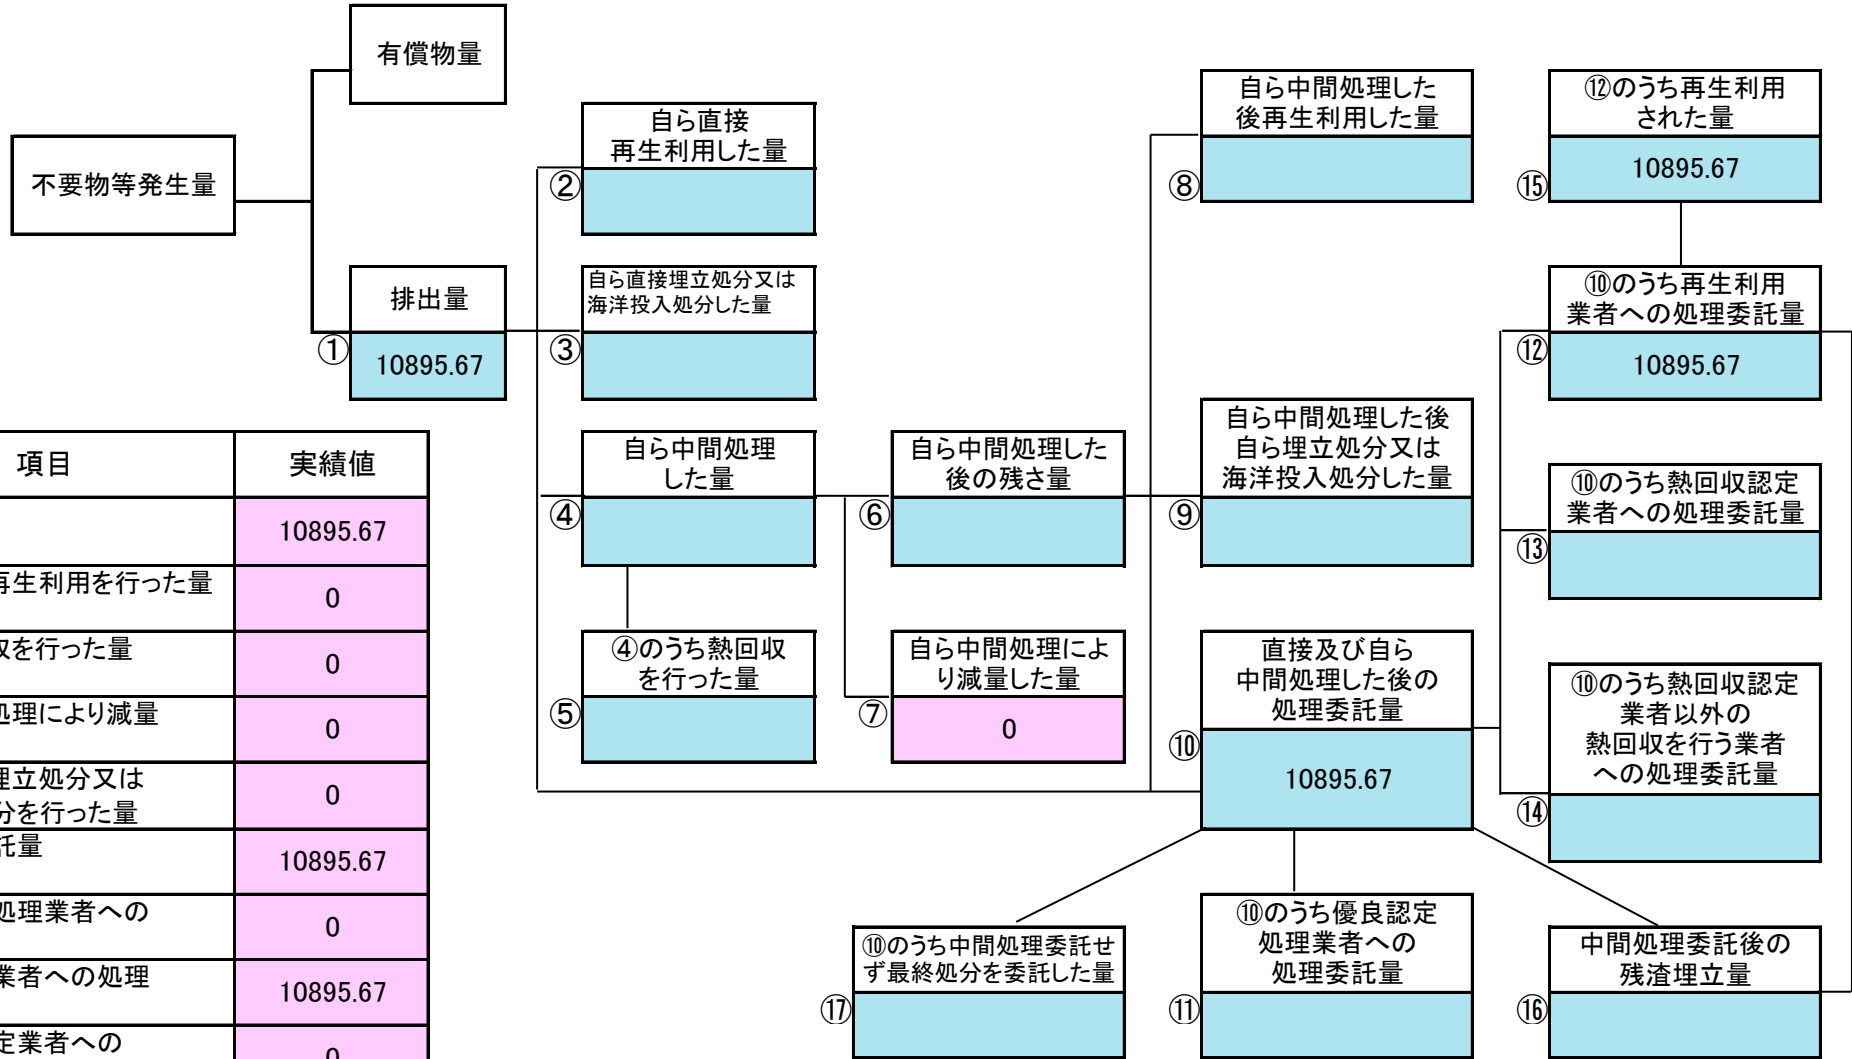 有償物量
不要物等発生量
排出量
①
10895.67
自ら直接
再生利用した量
②
自ら直接埋立処分又は
海洋投入処分した量
③
自ら中間処理
した量
④
④のうち熱回収
を行った量
⑤
自ら中間処理した
後の残さ量
⑥
自ら中間処理によ
り減量した量
⑦
0
自ら中間処理した
後再生利用した量
⑧
自ら中間処理した後
自ら埋立処分又は
海洋投入処分した量
⑨
直接及び自ら
中間処理した後の
処理委託量
⑩
10895.67
⑫のうち再生利用
された量
⑮
10895.67
⑩のうち再生利用
業者への処理委託量
⑫
10895.67
⑩のうち熱回収認定
業者への処理委託量
⑬
⑩のうち熱回収認定
業者以外の
熱回収を行う業者
への処理委託量
⑭
⑩のうち中間処理委託せ
ず最終処分を委託した量
⑰
⑩のうち優良認定
処理業者への
処理委託量
⑪
中間処理委託後の
残渣埋立量
⑯
項目 実績値
10895.67
再生利用を行った量 0
を行った量 0
処理により減量 0
埋立処分又は
を行った量 0
託量 10895.67
処理業者への 0
業者への処理 10895.67
定業者への 0